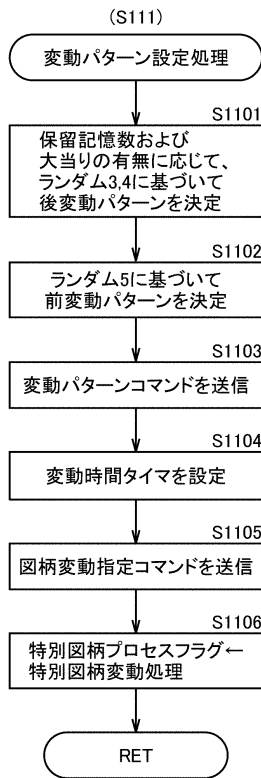 (S111)
変動パターン設定処理
S1101
保留記憶数および
大当りの有無に応じて、
ランダム3,4に基づいて
後変動パターンを決定
S1102
ランダム5に基づいて
前変動パターンを決定
S1103
変動パターンコマンドを送信
S1104
変動時間タイマを設定
S1105
図柄変動指定コマンドを送信
S1106
特別図柄プロセスフラグ←
特別図柄変動処理
RET